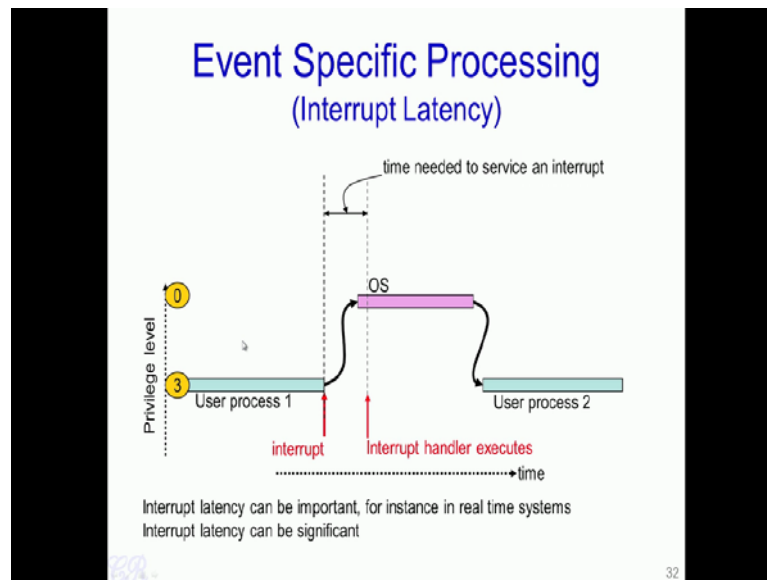 Event Specific Processing
(Interrupt Latency)
time needed to service an interrupt
0
OS
Privilege level
3
User process 1
User process 2
interrupt
Interrupt handler executes
time
Interrupt latency can be important, for instance in real time systems
Interrupt latency can be significant
32